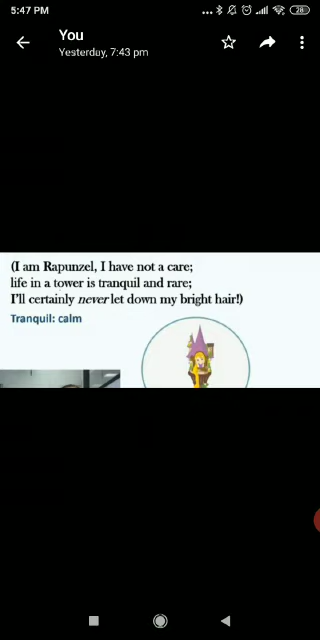 5:47 PM
28
You
Yesterday, 7:43 pm
(I am Rapunzel, I have not a care;
life in a tower is tranquil and rare;
I'll certainly never let down my bright hair!)
Tranquil: calm